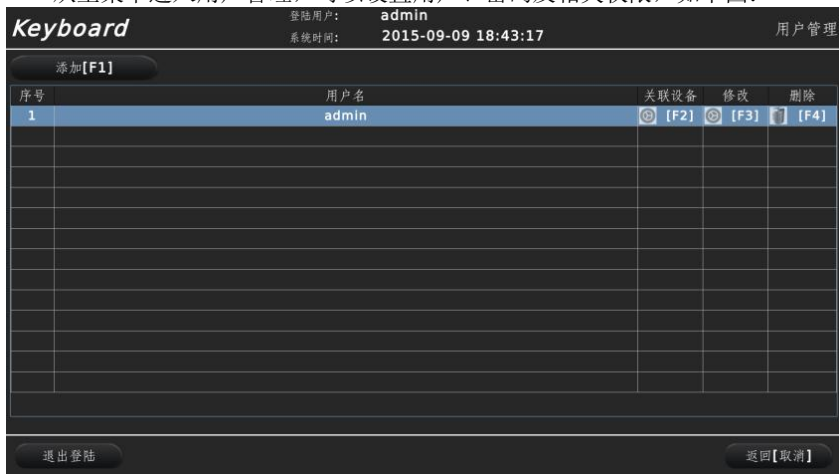 Keyboard
登陆用户: admin
系统时间: 2015-09-09 18:43:17
用户管理
添加[F1]
序号 用户名 关联设备 修改 删除
1 admin [F2] [F3] [F4]
退出登陆 返回[取消]